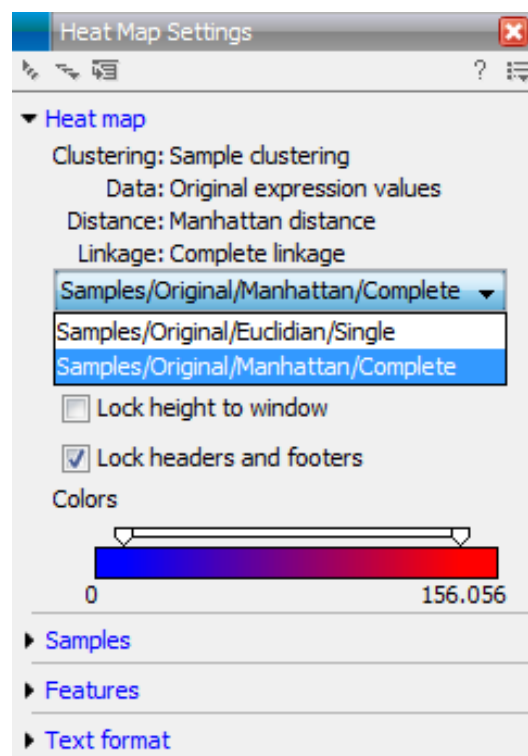 Heat Map Settings
?
Heat map
Clustering: Sample clustering
Data: Original expression values
Distance: Manhattan distance
Linkage: Complete linkage
Samples/Original/Manhattan/Complete
Samples/Original/Euclidian/Single
Samples/Original/Manhattan/Complete
Lock height to window
Lock headers and footers
Colors
0 156.056
Samples
Features
Text format